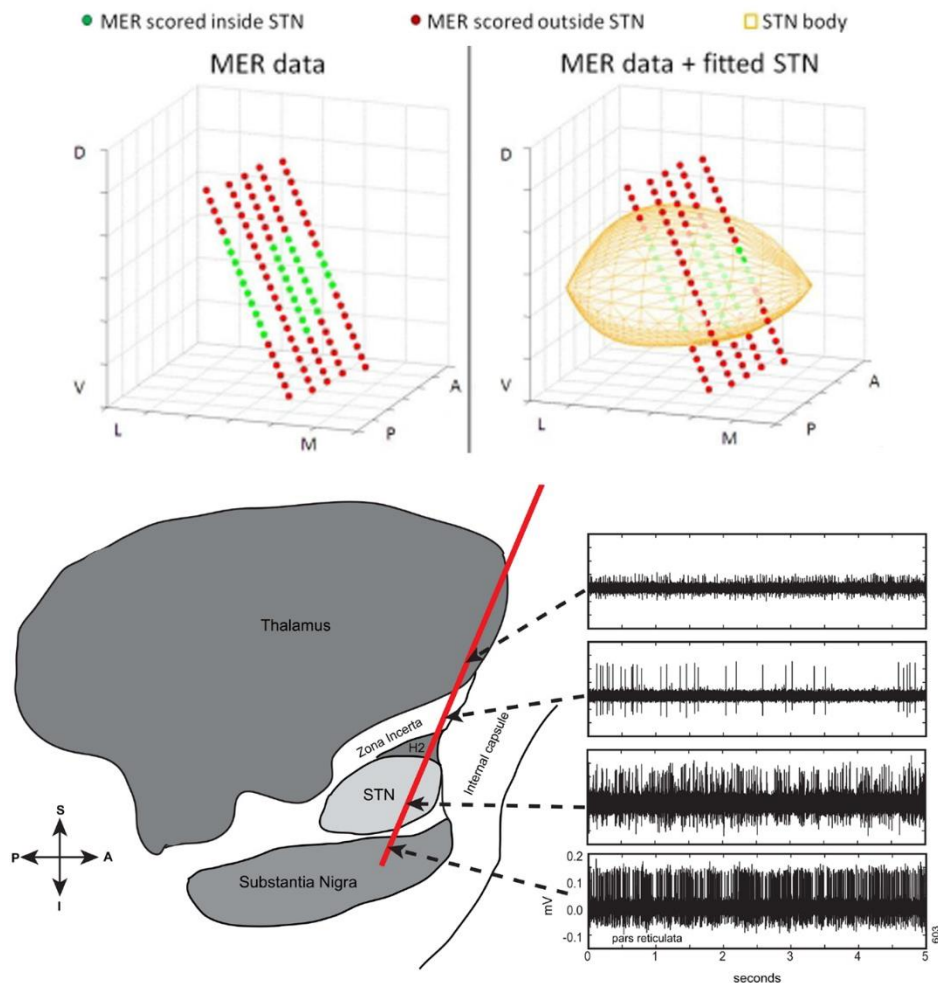 MER scored inside STN
MER scored outside STN
STN body
MER data
MER data + fitted STN
D
V
L
M
P
A
D
V
L
M
P
A
Thalamus
Zona Incerta
H2
STN
Internal capsule
Substantia Nigra
S
P
A
I
0.2
0.1
0.0
-0.1
mV
pars reticulata
603
0
1
2
3
4
5
seconds